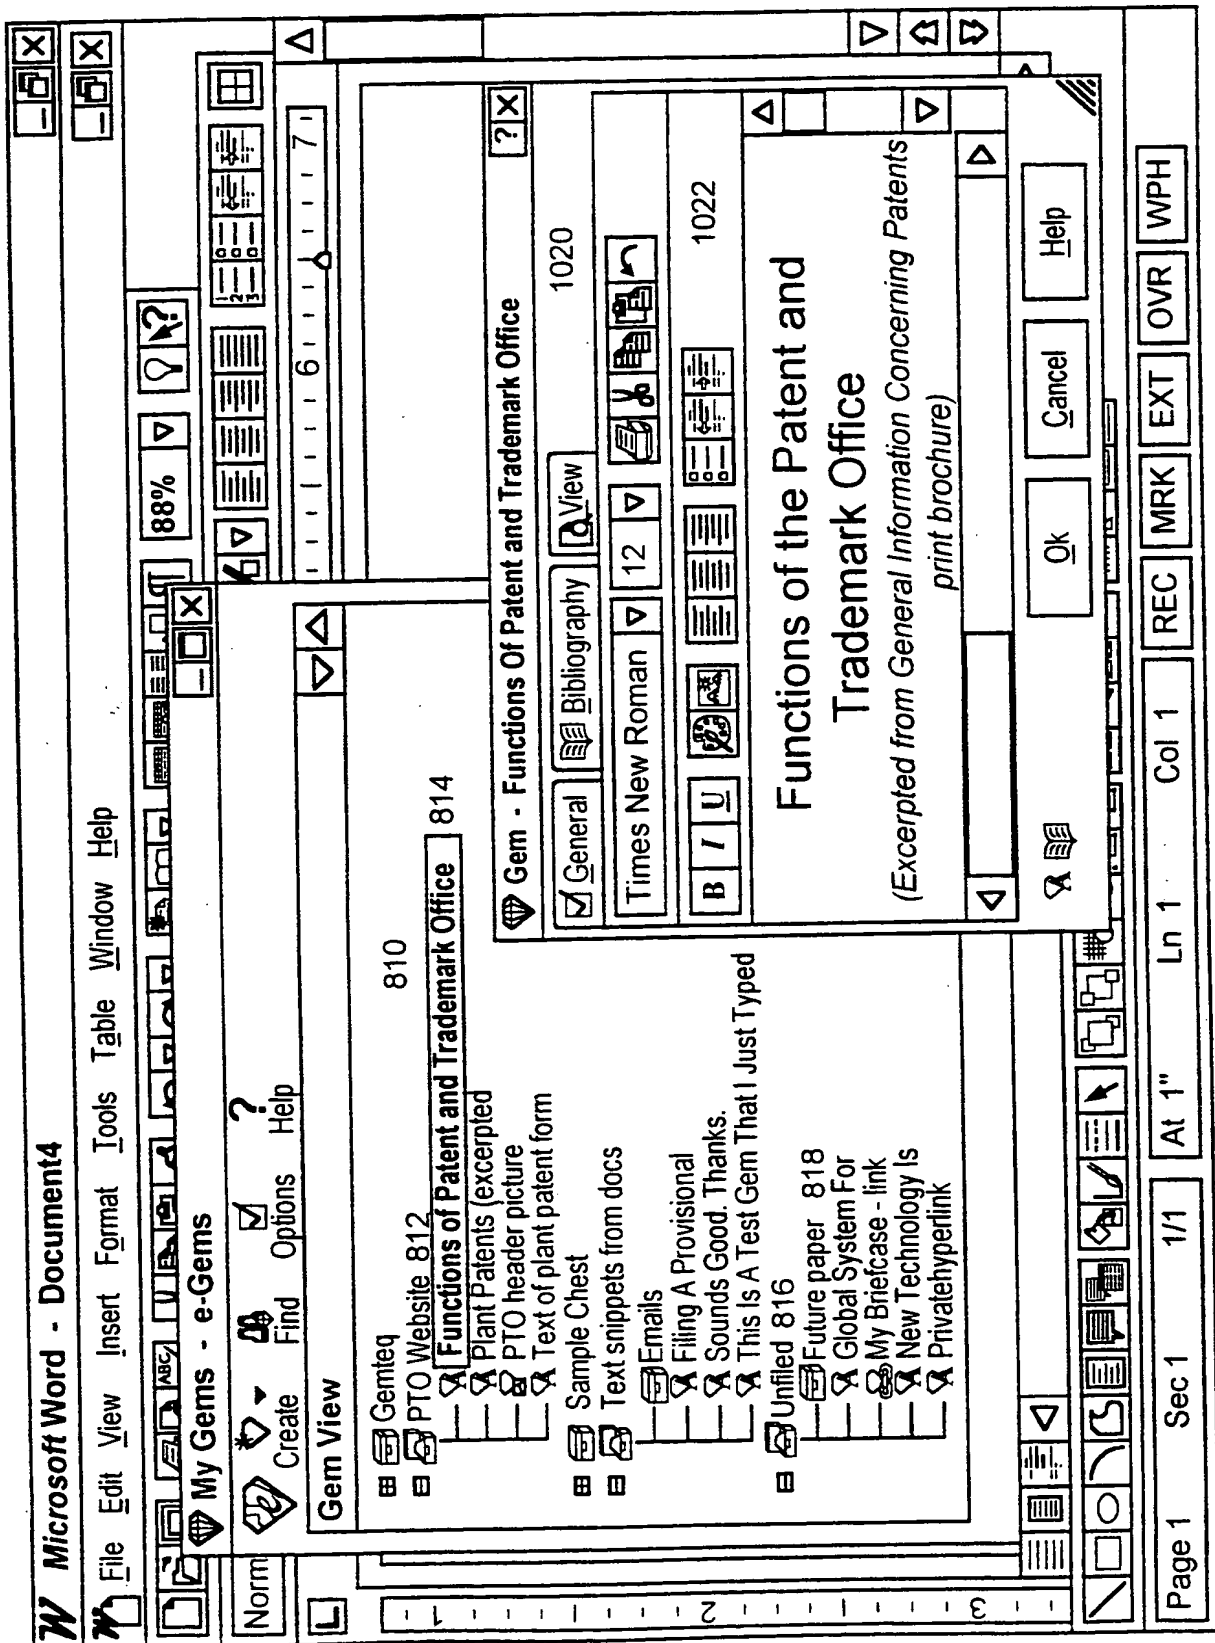 W Microsoft Word - Document4
File Edit View Insert Format Tools Table Window Help
ABC
88%
Norm
6 7
My Gems - e-Gems
Create Find Options Help
Gem View
Gemteq 810
PTO Website 812
Functions of Patent and Trademark Office 814
Plant Patents (excerpted
PTO header picture
Text of plant patent form
Sample Chest
Text snippets from docs
Emails
Filing A Provisional
Sounds Good. Thanks.
This Is A Test Gem That I Just Typed
Unfiled 816
Future paper 818
Global System For
My Briefcase - link
New Technology Is
Privatehyperlink
Gem - Functions Of Patent and Trademark Office
General Bibliography View 1020
Times New Roman 12
B I U 1022
Functions of the Patent and
Trademark Office
(Excerpted from General Information Concerning Patents
print brochure)
Ok Cancel Help
1 2 3
Page 1 Sec 1 1/1 At 1" Ln 1 Col 1 REC MRK EXT OVR WPH